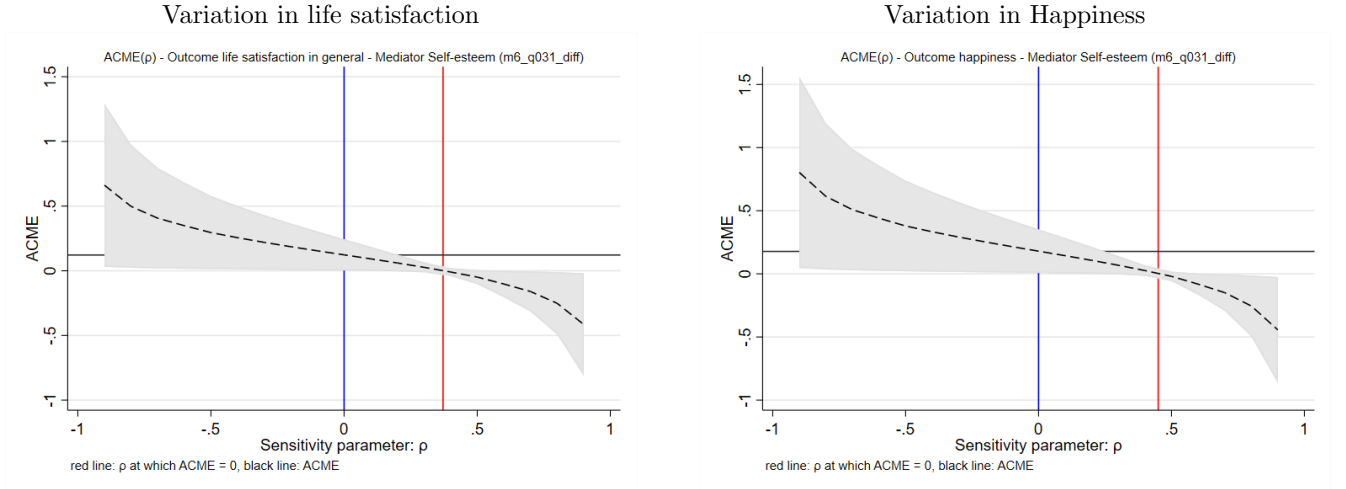 Variation in life satisfaction
ACME(ρ) - Outcome life satisfaction in general - Mediator Self-esteem (m6_q031_diff)
ACME
1.5
1
.5
0
-.5
-1
-1
-.5
0
.5
1
Sensitivity parameter: ρ
red line: ρ at which ACME = 0, black line: ACME
Variation in Happiness
ACME(ρ) - Outcome happiness - Mediator Self-esteem (m6_q031_diff)
ACME
1.5
1
.5
0
-.5
-1
-1
-.5
0
.5
1
Sensitivity parameter: ρ
red line: ρ at which ACME = 0, black line: ACME